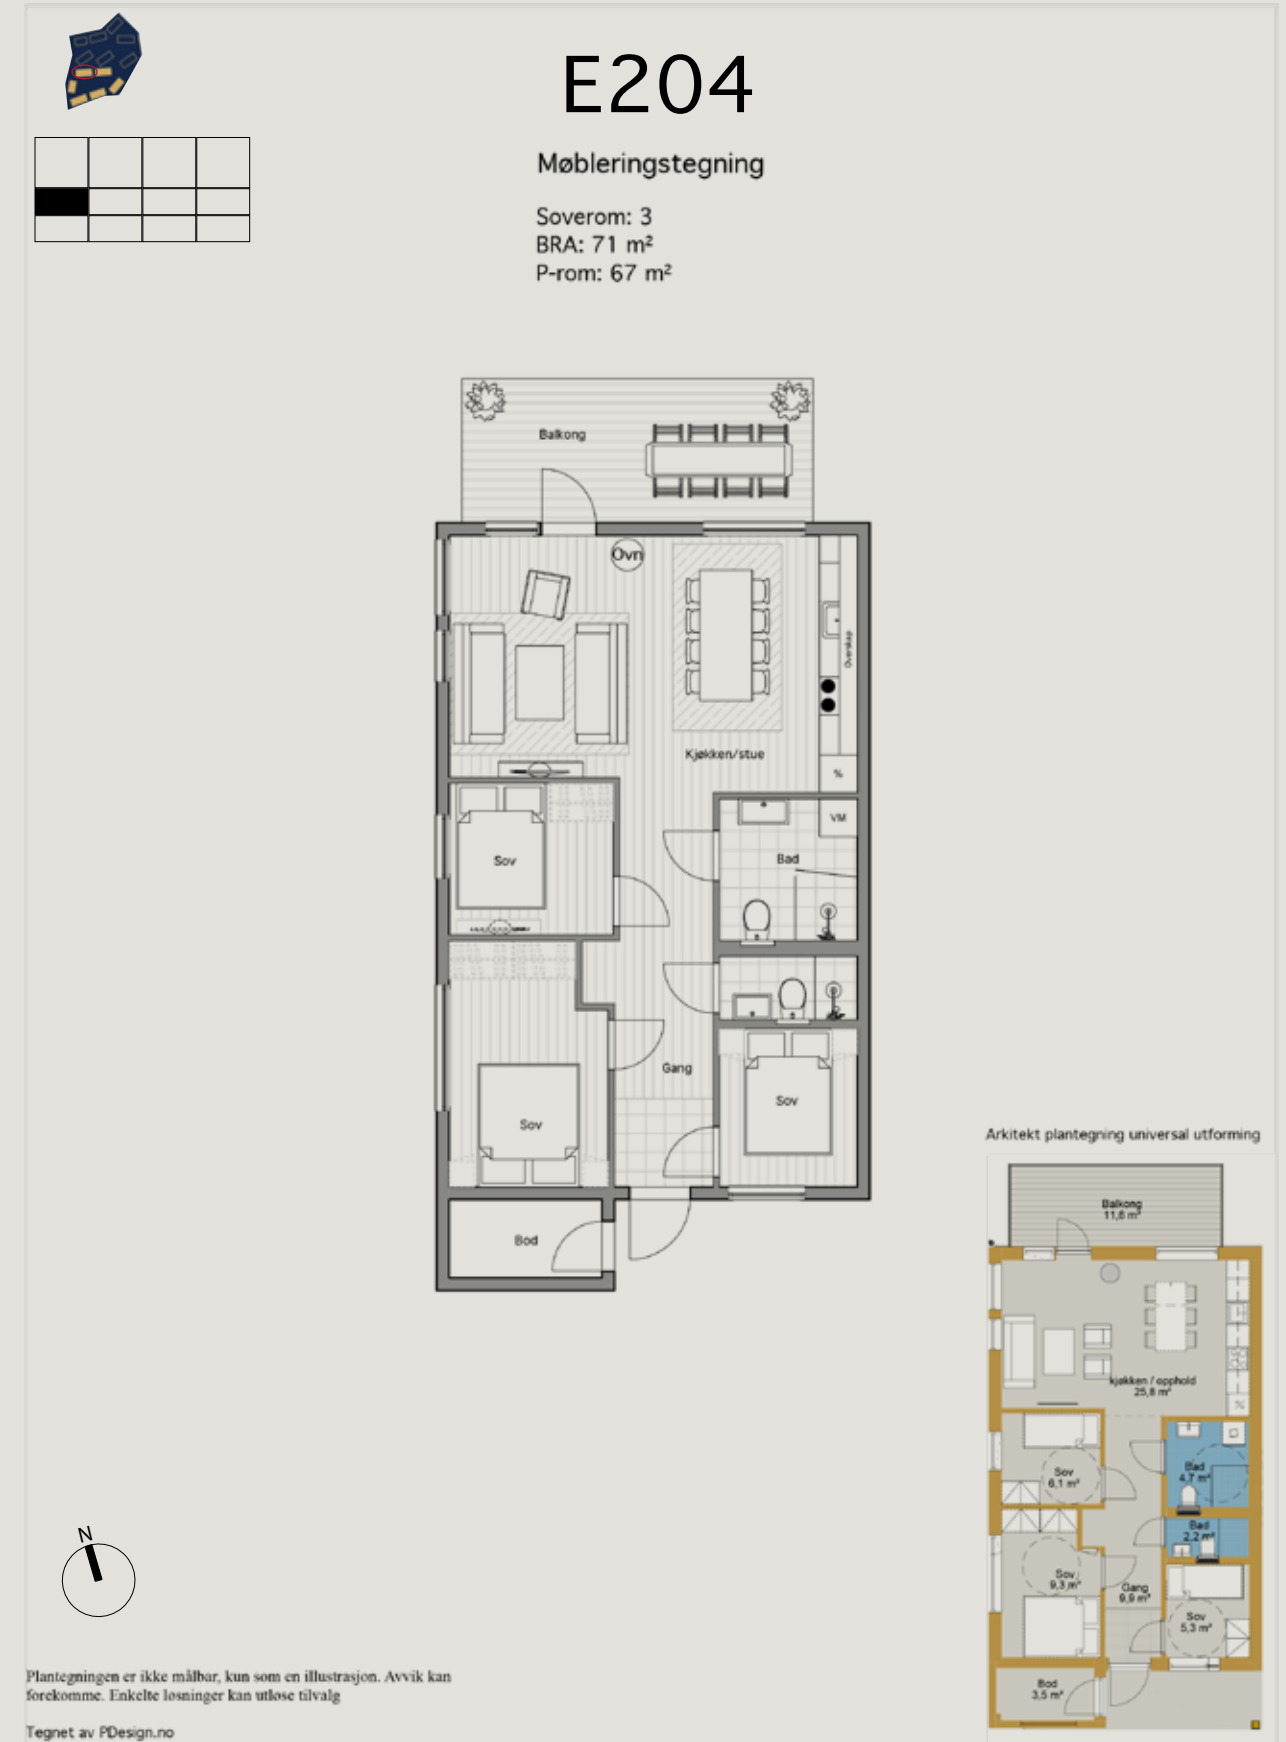 E204
Møbleringstegning
Soverom: 3
BRA: 71 m²
P-rom: 67 m²
Balkong
Ovn
Overskap
Kjøkken/stue
%
VM
Bad
Sov
Sov
Gang
Sov
Bod
Arkitekt plantegning universal utforming
Balkong
11,6 m²
kjøkken / opphold
25,8 m²
%
Sov
6,1 m²
Bad
4,7 m²
Bad
2,2 m²
Sov
9,3 m²
Gang
9,9 m²
Sov
5,3 m²
Bod
3,5 m²
N
Plantegningen er ikke målbar, kun som en illustrasjon. Avvik kan
forekomme. Enkelte løsninger kan utløse tilvalg
Tegnet av PDesign.no